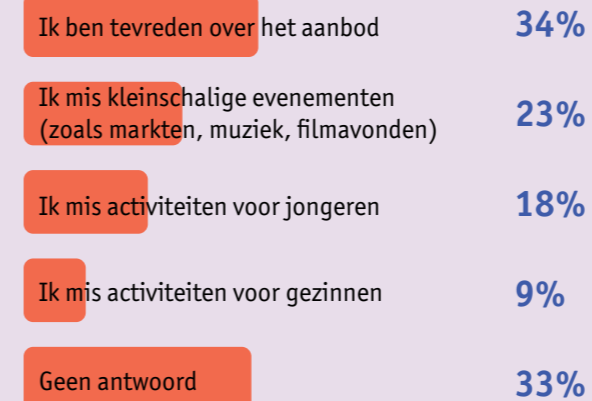 Ik ben tevreden over het aanbod 34%
Ik mis kleinschalige evenementen
(zoals markten, muziek, filmavonden) 23%
Ik mis activiteiten voor jongeren 18%
Ik mis activiteiten voor gezinnen 9%
Geen antwoord 33%